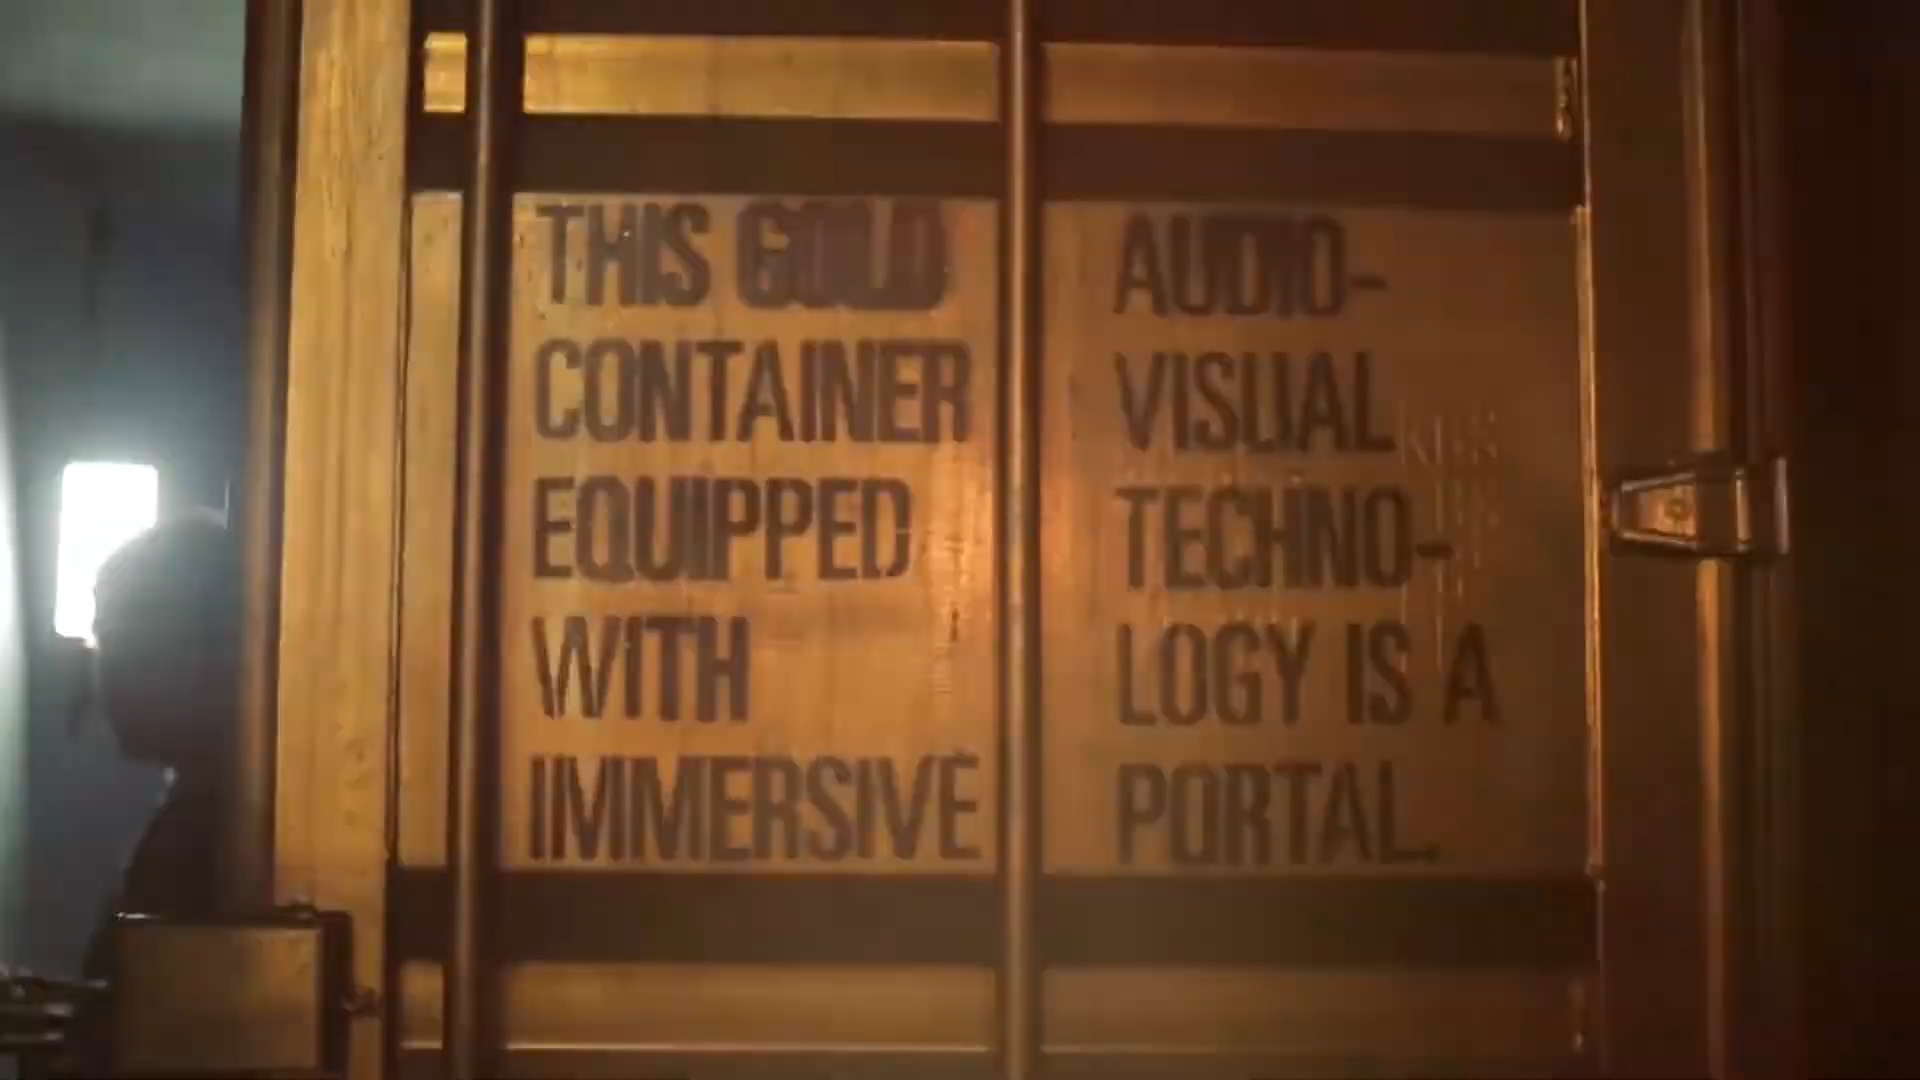 THIS GOLD
CONTAINER
EQUIPPED
WITH
IMMERSIVE
AUDIO-
VISUAL
TECHNO-
LOGY IS A
PORTAL.